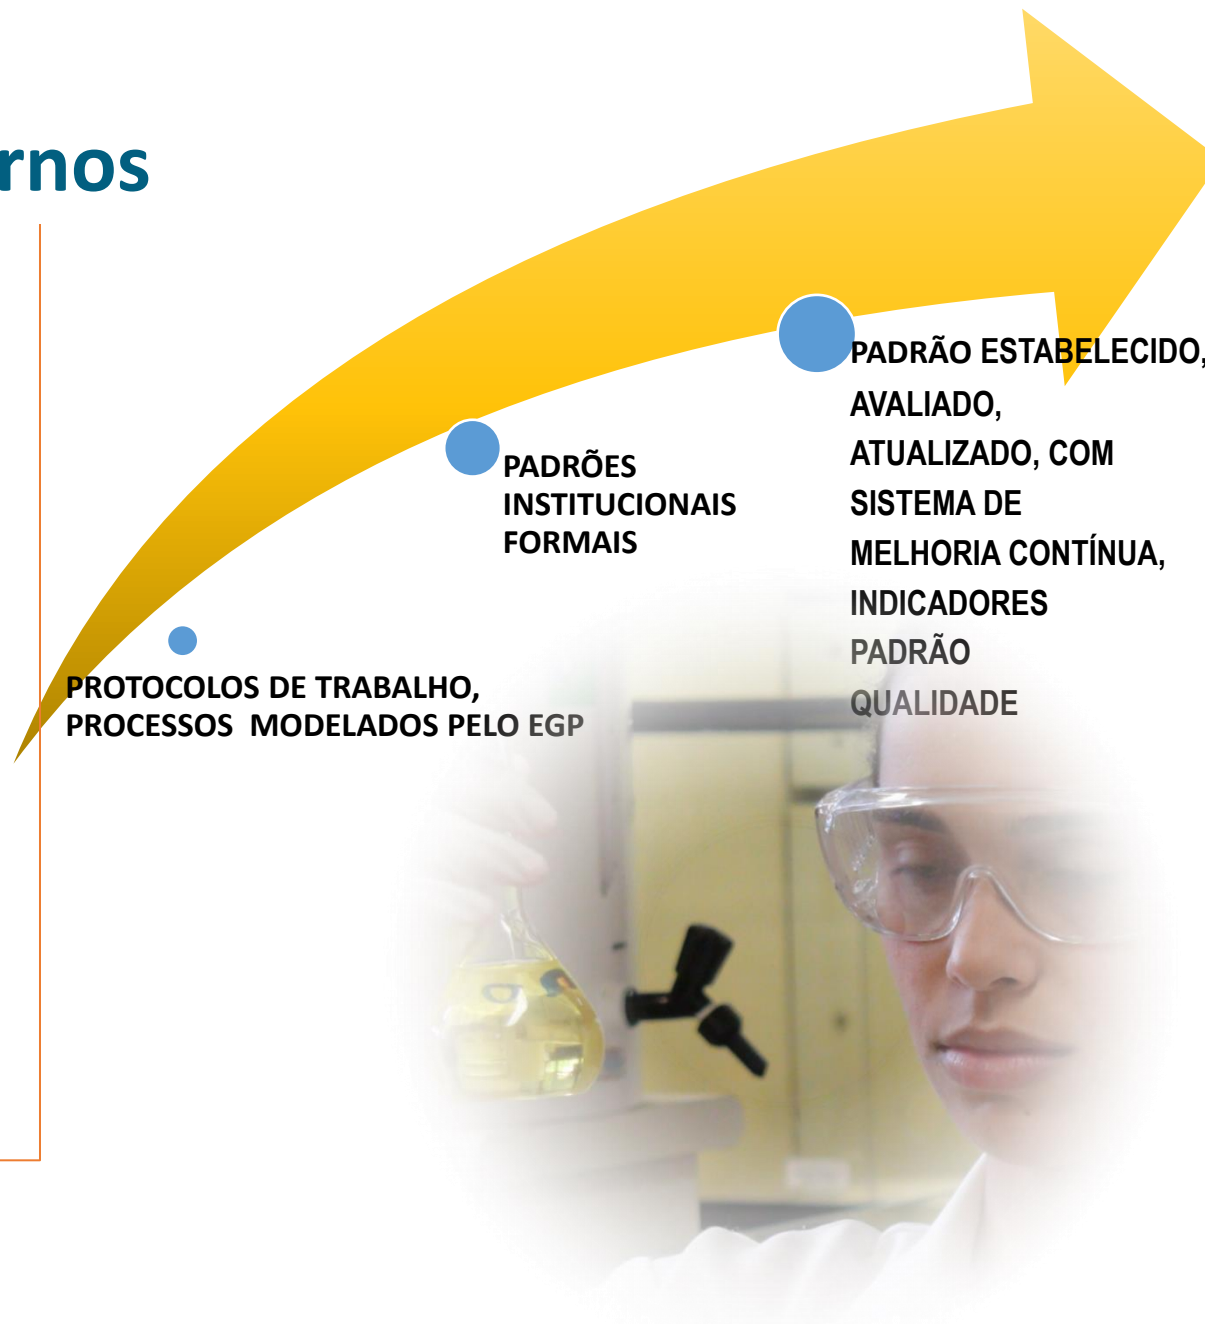 rnos
PADRÃO ESTABELECIDO,
AVALIADO,
ATUALIZADO, COM
SISTEMA DE
MELHORIA CONTÍNUA,
INDICADORES
PADRÃO
QUALIDADE
PADRÕES
INSTITUCIONAIS
FORMAIS
PROTOCOLOS DE TRABALHO,
PROCESSOS  MODELADOS PELO EGP